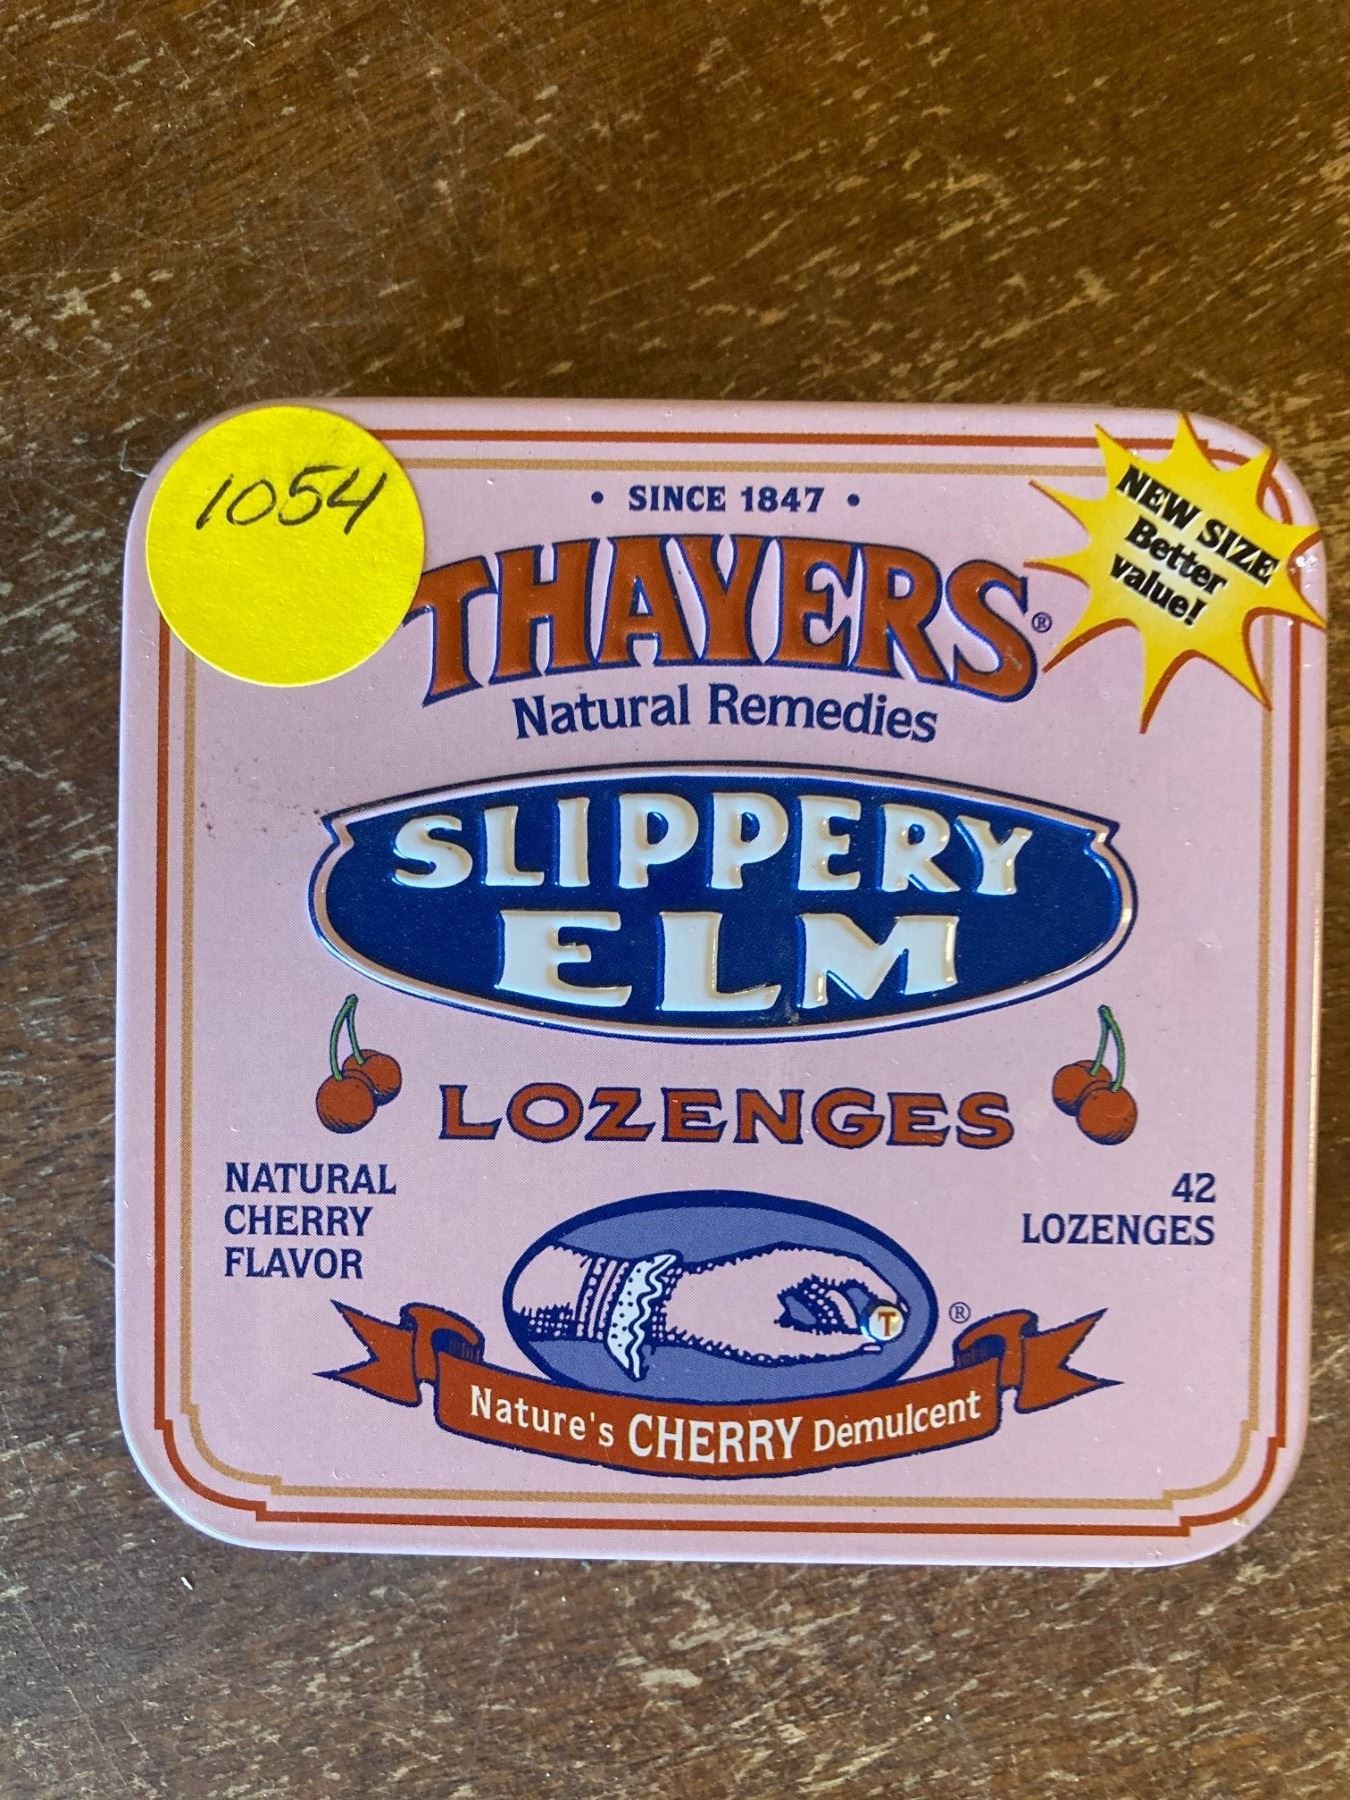 1054
• SINCE 1847 •
THAYERS®
Natural Remedies
NEW SIZE
Better
value!
SLIPPERY
ELM
LOZENGES
NATURAL
CHERRY
FLAVOR
42
LOZENGES
T
®
Nature's CHERRY Demulcent